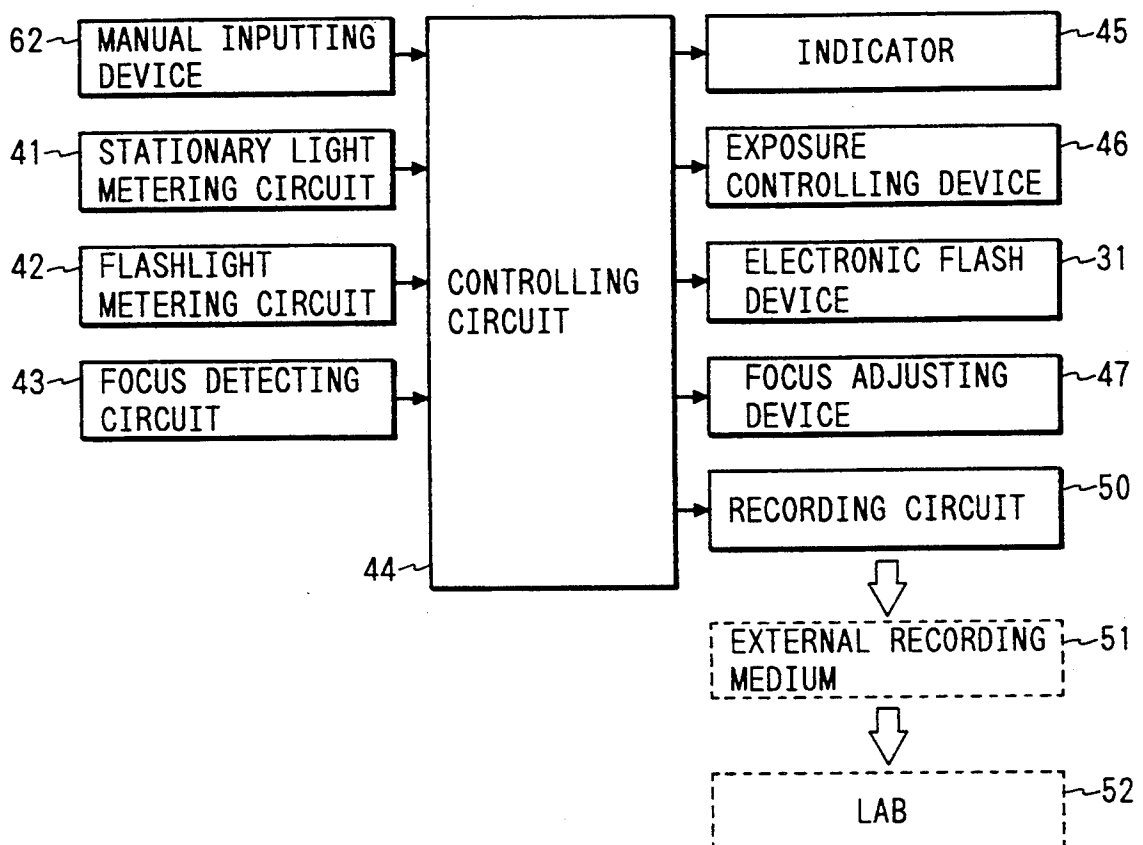 62
MANUAL INPUTTING
DEVICE
41
STATIONARY LIGHT
METERING CIRCUIT
42
FLASHLIGHT
METERING CIRCUIT
43
FOCUS DETECTING
CIRCUIT
CONTROLLING
CIRCUIT
44
INDICATOR
45
EXPOSURE
CONTROLLING DEVICE
46
ELECTRONIC FLASH
DEVICE
31
FOCUS ADJUSTING
DEVICE
47
RECORDING CIRCUIT
50
EXTERNAL RECORDING
MEDIUM
51
LAB
52